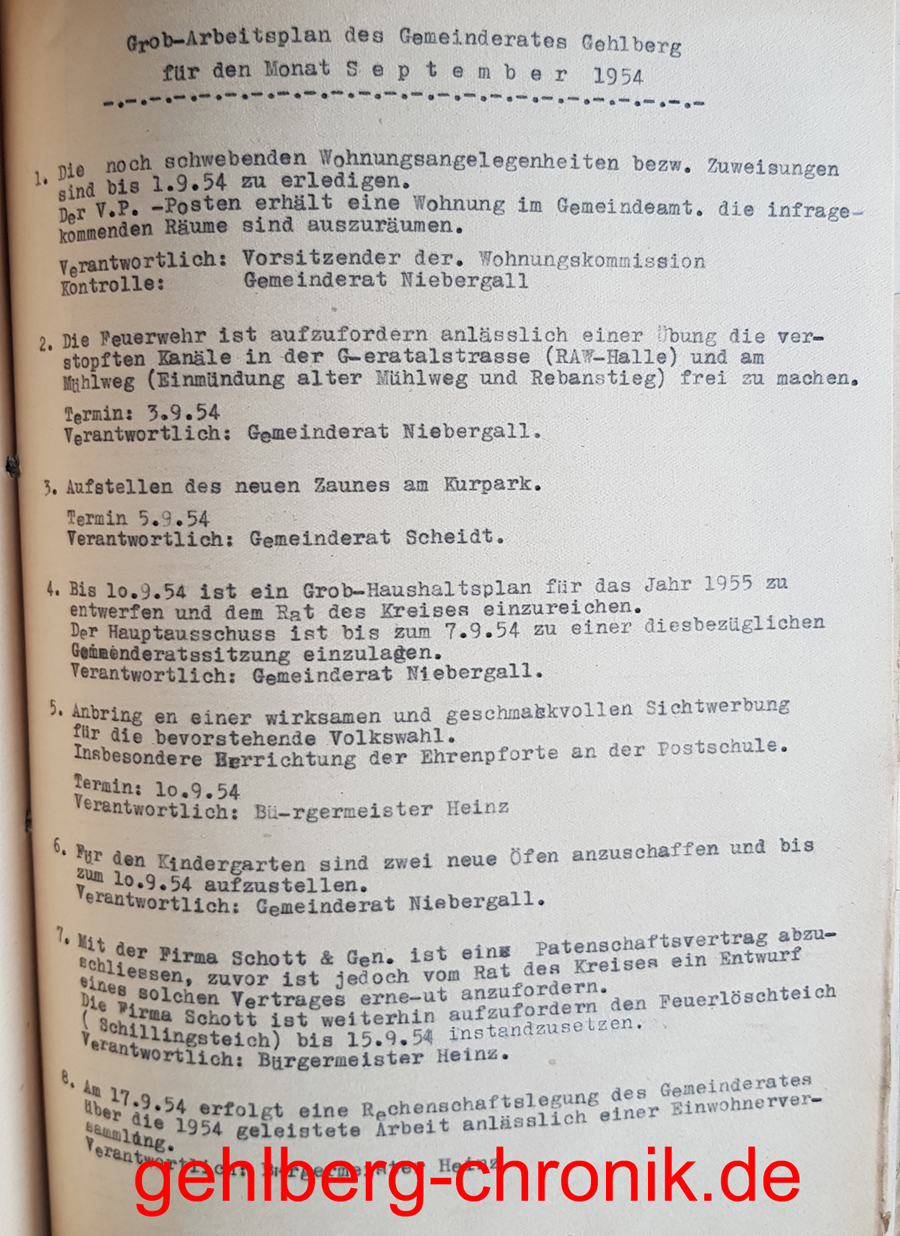 Grob-Arbeitsplan des Gemeinderates Gehlberg
für den Monat S e p t e m b e r 1954
-.-.-.-.-.-.-.-.-.-.-.-.-.-.-.-.-.-.-.-.-.-.-.-.-
1. Die noch schwebenden Wohnungsangelegenheiten bezw. Zuweisungen
sind bis 1.9.54 zu erledigen.
Der V.P. -Posten erhält eine Wohnung im Gemeindeamt. die infrage-
kommenden Räume sind auszuräumen.
Verantwortlich: Vorsitzender der. Wohnungskommission
Kontrolle: Gemeinderat Niebergall
2. Die Feuerwehr ist aufzufordern anlässlich einer Übung die ver-
stopften Kanäle in der G-eratalstrasse (RAW-Halle) und am
Mühlweg (Einmündung alter Mühlweg und Rebanstieg) frei zu machen.
Termin: 3.9.54
Verantwortlich: Gemeinderat Niebergall.
3. Aufstellen des neuen Zaunes am Kurpark.
Termin 5.9.54
Verantwortlich: Gemeinderat Scheidt.
4. Bis lo.9.54 ist ein Grob-Haushaltsplan für das Jahr 1955 zu
entwerfen und dem Rat des Kreises einzureichen.
Der Hauptausschuss ist bis zum 7.9.54 zu einer diesbezüglichen
Gemeinderatssitzung einzuladen.
Verantwortlich: Gemeinderat Niebergall.
5. Anbring en einer wirksamen und geschmackvollen Sichtwerbung
für die bevorstehende Volkswahl.
Insbesondere Herrichtung der Ehrenpforte an der Postschule.
Termin: lo.9.54
Verantwortlich: Bü-rgermeister Heinz
6. Für den Kindergarten sind zwei neue Öfen anzuschaffen und bis
zum lo.9.54 aufzustellen.
Verantwortlich: Gemeinderat Niebergall.
7. Mit der Firma Schott & Gen. ist eine Patenschaftsvertrag abzu-
schliessen, zuvor ist jedoch vom Rat des Kreises ein Entwurf
eines solchen Vertrages erne-ut anzufordern.
Die Firma Schott ist weiterhin aufzufordern den Feuerlöschteich
( Schillingsteich) bis 15.9.54 instandzusetzen.
Verantwortlich: Bürgermeister Heinz.
8. Am 17.9.54 erfolgt eine Rechenschaftslegung des Gemeinderates
über die 1954 geleistete Arbeit anlässlich einer Einwohnerver-
sammlung.
Verantwortlich: Bürgermeister Heinz
gehlberg-chronik.de